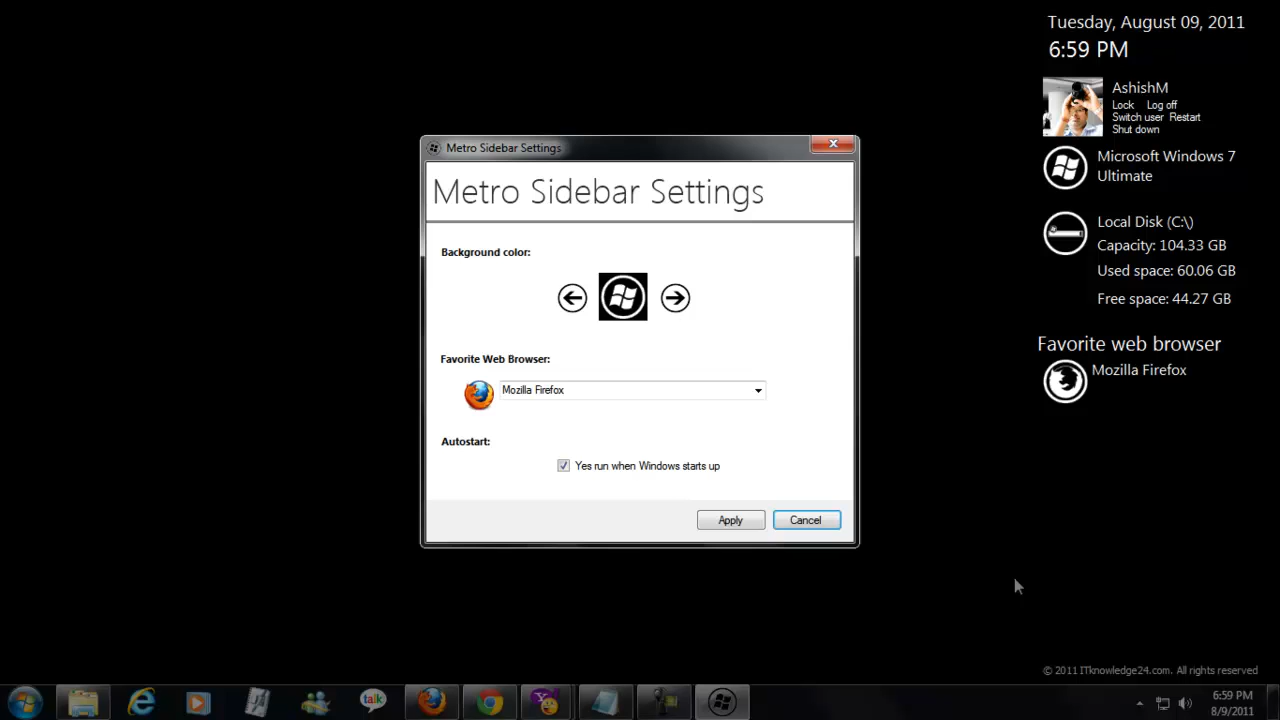 Tuesday, August 09, 2011
6:59 PM
AshishM
Lock Log off
Switch user Restart
Shut down
Microsoft Windows 7
Ultimate
Local Disk (C:\)
Capacity: 104.33 GB
Used space: 60.06 GB
Free space: 44.27 GB
Favorite web browser
Mozilla Firefox
Metro Sidebar Settings
Metro Sidebar Settings
Background color:
Favorite Web Browser:
Mozilla Firefox
Autostart:
Yes run when Windows starts up
Apply Cancel
© 2011 ITknowledge24.com. All rights reserved
talk
6:59 PM
8/9/2011